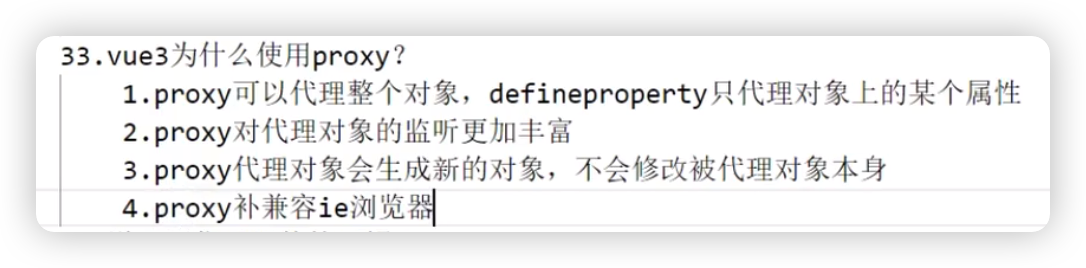 33.vue3为什么使用proxy?
1.proxy可以代理整个对象，defineproperty只代理对象上的某个属性
2.proxy对代理对象的监听更加丰富
3.proxy代理对象会生成新的对象，不会修改被代理对象本身
4.proxy补兼容ie浏览器